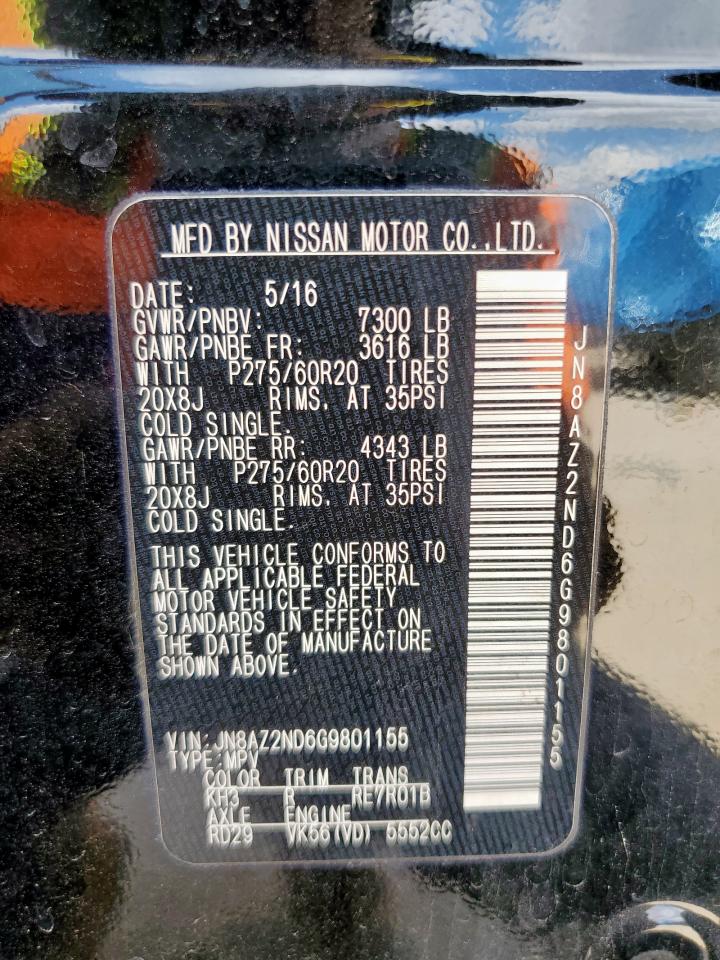 MFD BY NISSAN MOTOR CO.,LTD.
DATE: 5/16
GVWR/PNBV: 7300 LB
GAWR/PNBE FR: 3616 LB
WITH P275/60R20 TIRES
20X8J RIMS, AT 35PSI
COLD SINGLE.
GAWR/PNBE RR: 4343 LB
WITH P275/60R20 TIRES
20X8J RIMS, AT 35PSI
COLD SINGLE.
THIS VEHICLE CONFORMS TO
ALL APPLICABLE FEDERAL
MOTOR VEHICLE SAFETY
STANDARDS IN EFFECT ON
THE DATE OF MANUFACTURE
SHOWN ABOVE.
VIN:JN8AZ2ND6G9801155
TYPE:MPV
COLOR TRIM TRANS
KH3 R RE7R01B
AXLE ENGINE
RD29 VK56(VD) 5552CC
JN8AZ2ND6G9801155